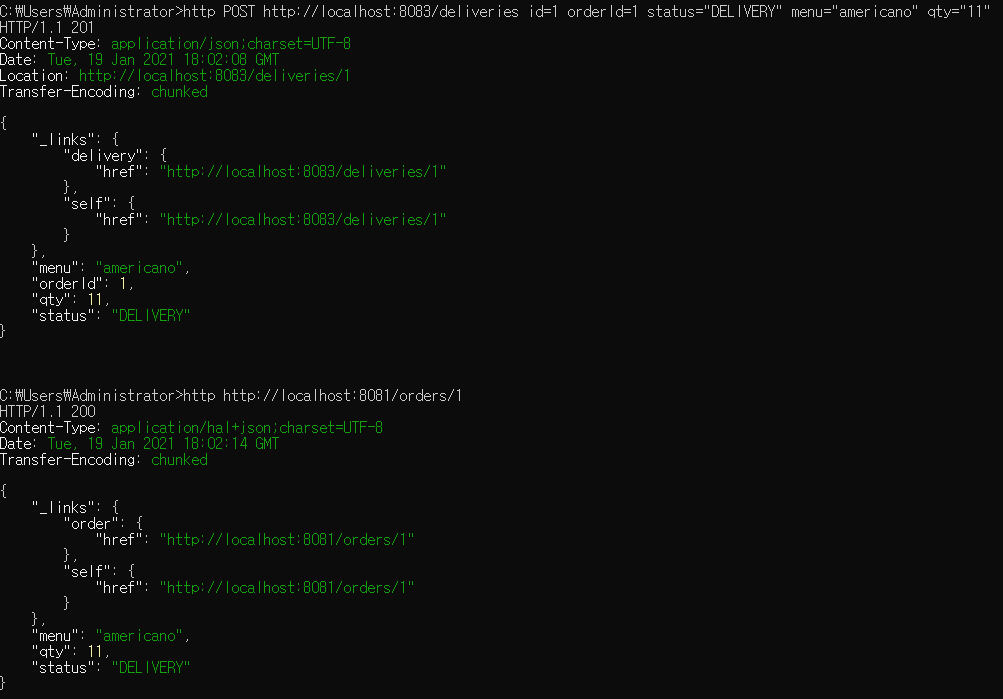 C:₩Users₩Administrator>http POST http://localhost:8083/deliveries id=1 orderId=1 status="DELIVERY" menu="americano" qty="11"
HTTP/1.1 201
Content-Type: application/json;charset=UTF-8
Date: Tue, 19 Jan 2021 18:02:08 GMT
Location: http://localhost:8083/deliveries/1
Transfer-Encoding: chunked
{
    "_links": {
        "delivery": {
            "href": "http://localhost:8083/deliveries/1"
        },
        "self": {
            "href": "http://localhost:8083/deliveries/1"
        }
    },
    "menu": "americano",
    "orderId": 1,
    "qty": 11,
    "status": "DELIVERY"
}
C:₩Users₩Administrator>http http://localhost:8081/orders/1
HTTP/1.1 200
Content-Type: application/hal+json;charset=UTF-8
Date: Tue, 19 Jan 2021 18:02:14 GMT
Transfer-Encoding: chunked
{
    "_links": {
        "order": {
            "href": "http://localhost:8081/orders/1"
        },
        "self": {
            "href": "http://localhost:8081/orders/1"
        }
    },
    "menu": "americano",
    "qty": 11,
    "status": "DELIVERY"
}